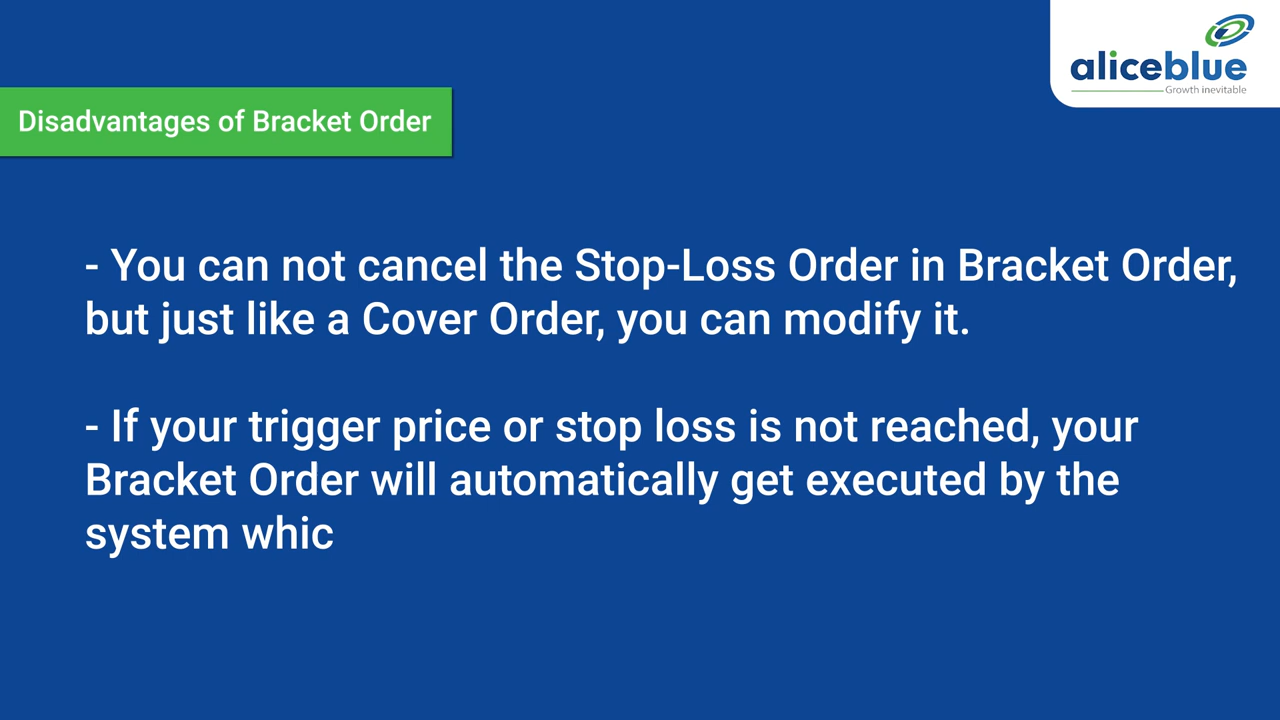 aliceblue
Growth inevitable
Disadvantages of Bracket Order
- You can not cancel the Stop-Loss Order in Bracket Order,
but just like a Cover Order, you can modify it.
- If your trigger price or stop loss is not reached, your
Bracket Order will automatically get executed by the
system whic